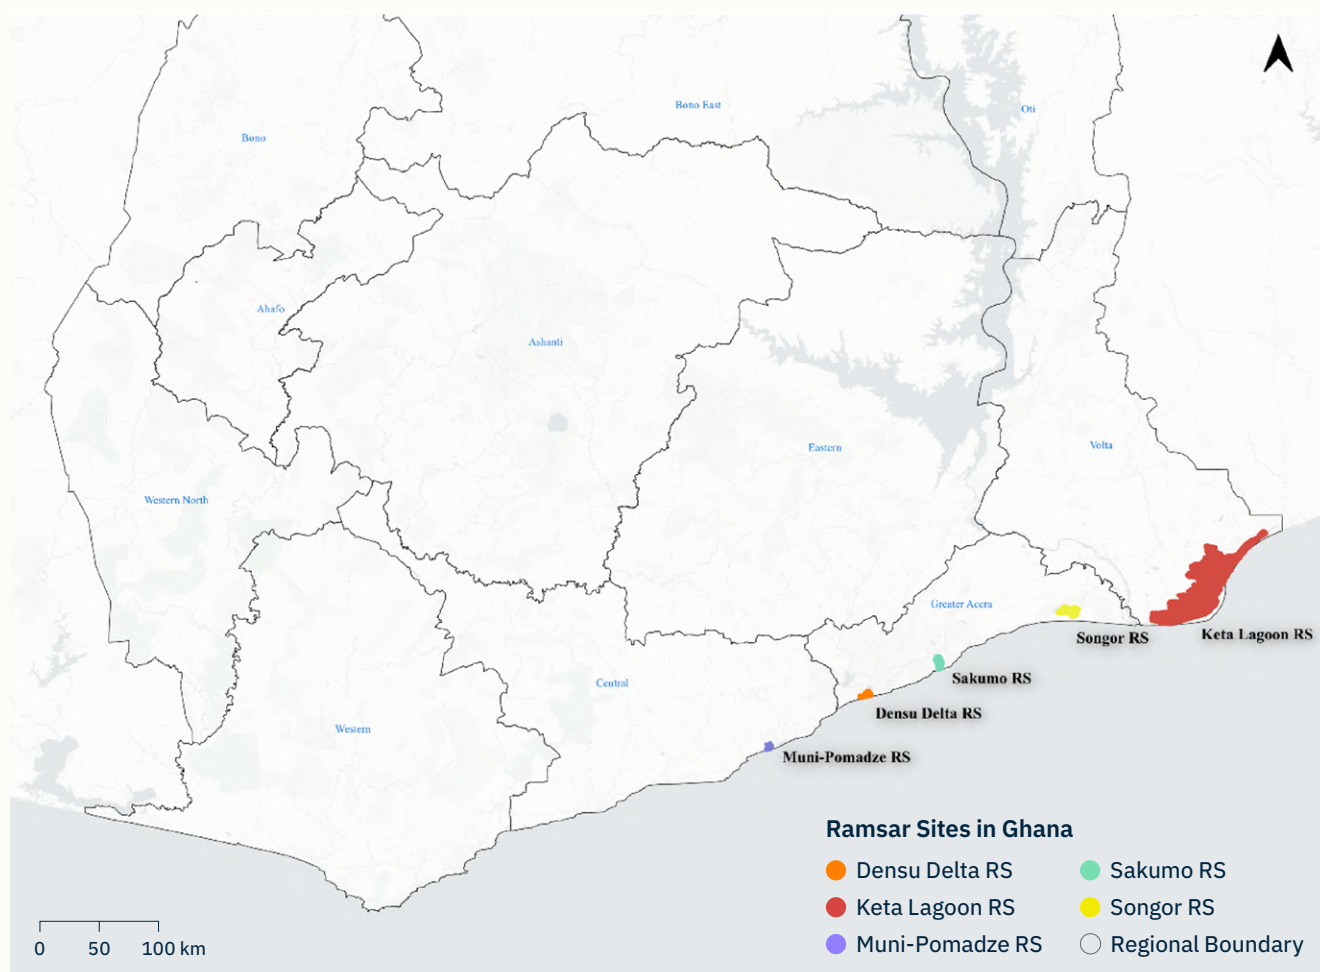 Bono East
Oti
Bono
Ahafo
Ashanti
Eastern
Volta
Western North
Greater Accra
Songor RS
Keta Lagoon RS
Sakumo RS
Central
Densu Delta RS
Western
Muni-Pomadze RS
Ramsar Sites in Ghana
Densu Delta RS
Sakumo RS
Keta Lagoon RS
Songor RS
Muni-Pomadze RS
Regional Boundary
0 50 100 km